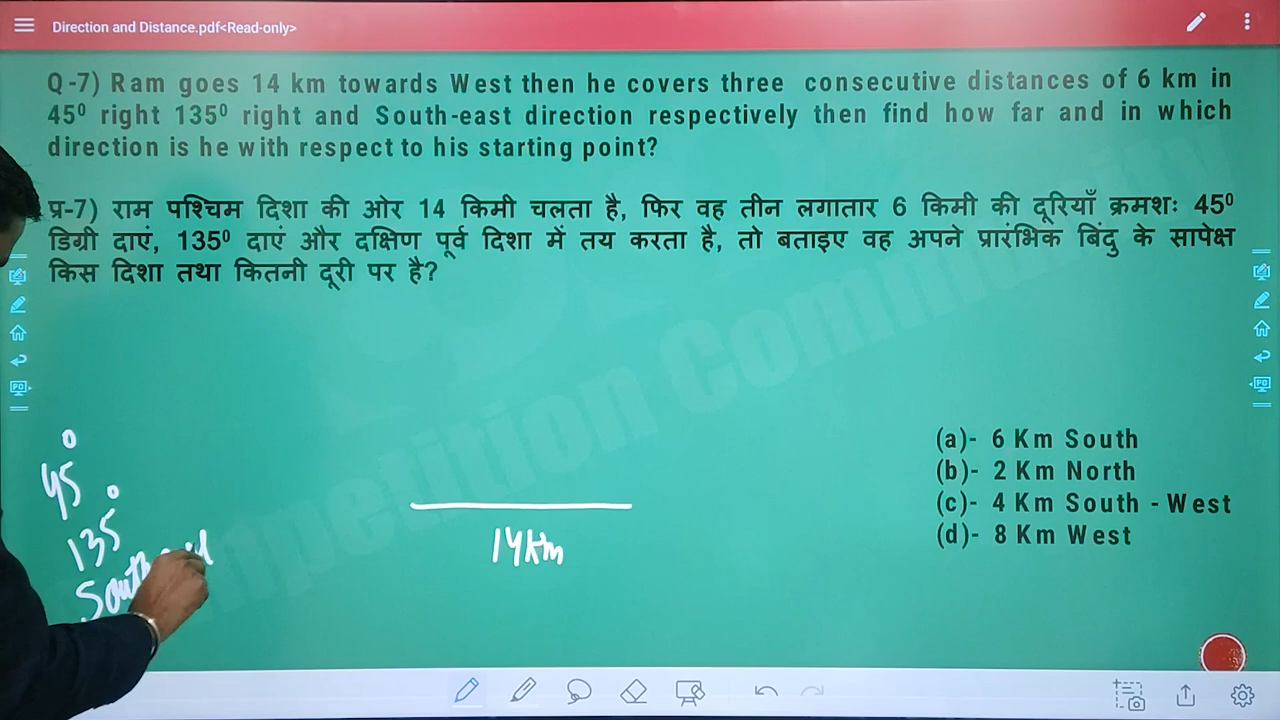 Direction and Distance.pdf<Read-only>
Q-7) Ram goes 14 km towards West then he covers three consecutive distances of 6 km in
45⁰ right 135⁰ right and South-east direction respectively then find how far and in which
direction is he with respect to his starting point?
प्र-7) राम पश्चिम दिशा की ओर 14 किमी चलता है, फिर वह तीन लगातार 6 किमी की दूरियाँ क्रमशः 45⁰
डिग्री दाएं, 135⁰ दाएं और दक्षिण पूर्व दिशा में तय करता है, तो बताइए वह अपने प्रारंभिक बिंदु के सापेक्ष
किस दिशा तथा कितनी दूरी पर है?
Competition Community
(a)- 6 Km South
(b)- 2 Km North
(c)- 4 Km South - West
(d)- 8 Km West
45⁰
135⁰
14km